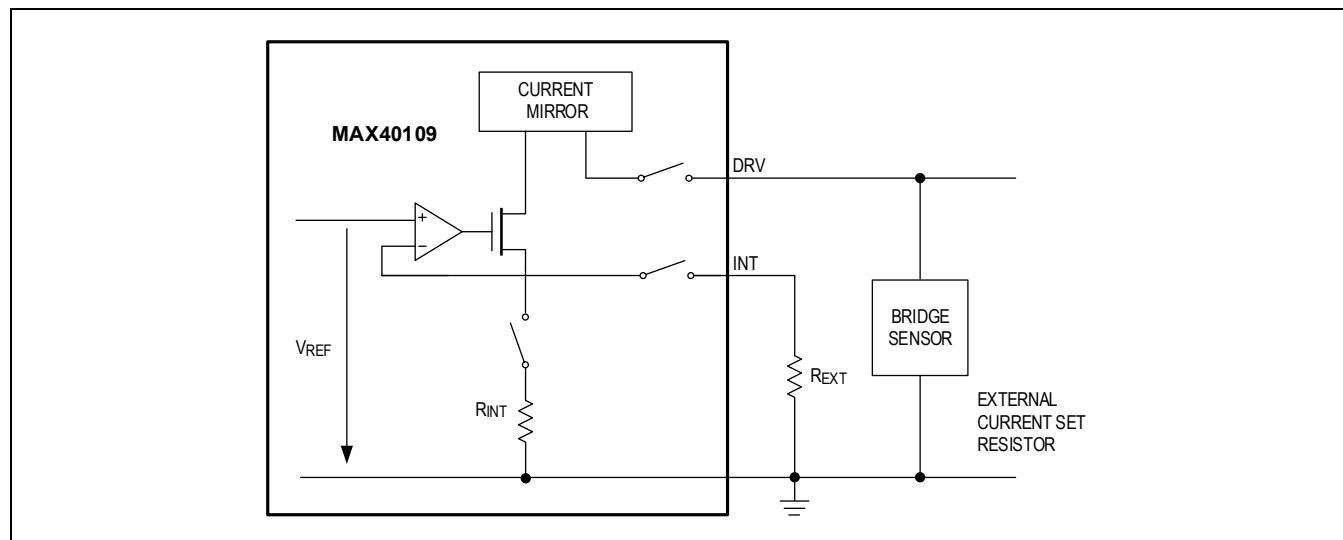 CURRENT
MIRROR
MAX40109
DRV
+
−
INT
VREF
RINT
REXT
BRIDGE
SENSOR
EXTERNAL
CURRENT SET
RESISTOR